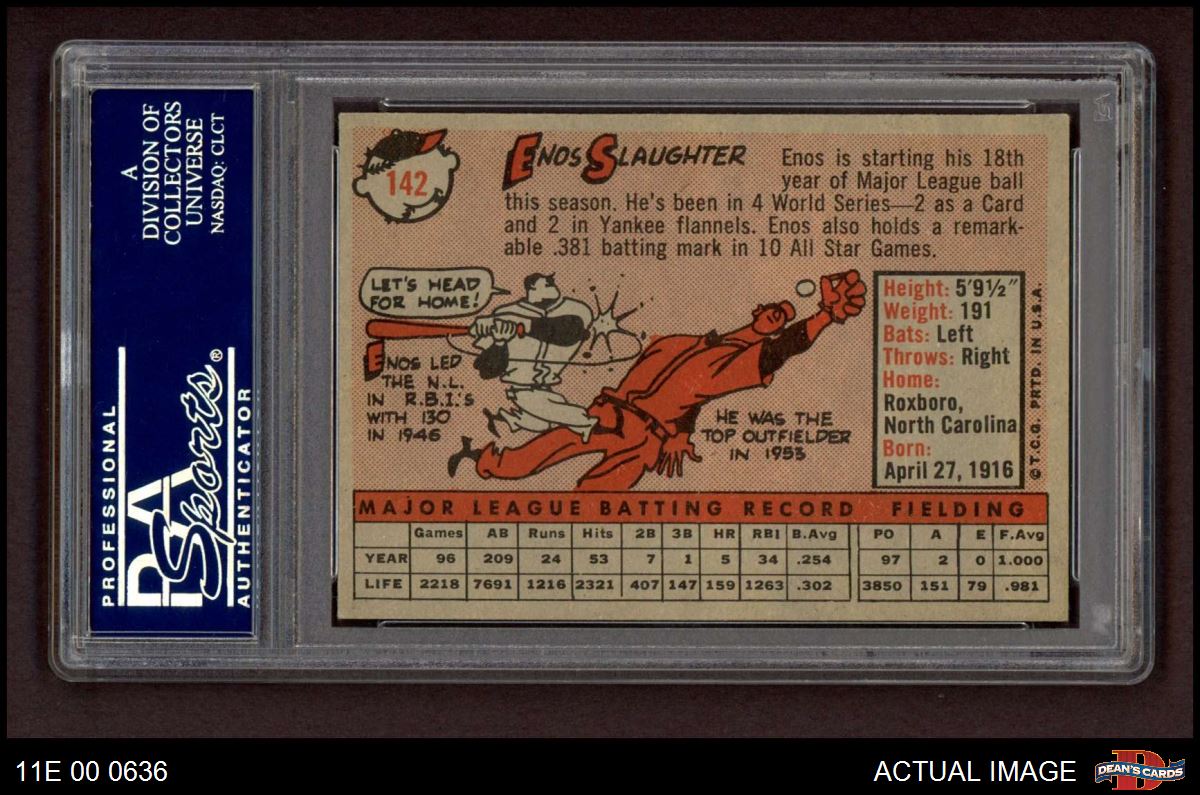 A
DIVISION OF
COLLECTORS
UNIVERSE
NASDAQ: CLCT
PROFESSIONAL
PSA
Sports®
AUTHENTICATOR
142
ENOS SLAUGHTER
Enos is starting his 18th
year of Major League ball
this season. He's been in 4 World Series—2 as a Card
and 2 in Yankee flannels. Enos also holds a remark-
able .381 batting mark in 10 All Star Games.
LET'S HEAD
FOR HOME!
ENOS LED
THE N.L.
IN R.B.I.'S
WITH 130
IN 1946
HE WAS THE
TOP OUTFIELDER
IN 1953
Height: 5'9½"
Weight: 191
Bats: Left
Throws: Right
Home:
Roxboro,
North Carolina
Born:
April 27, 1916
©T.C.G. PRTD. IN U.S.A.
MAJOR LEAGUE BATTING RECORD FIELDING
Games AB Runs Hits 2B 3B HR RBI B.Avg PO A E F.Avg
YEAR 96 209 24 53 7 1 5 34 .254 97 2 0 1.000
LIFE 2218 7691 1216 2321 407 147 159 1263 .302 3850 151 79 .981
11E 00 0636
ACTUAL IMAGE
D
DEAN'S CARDS